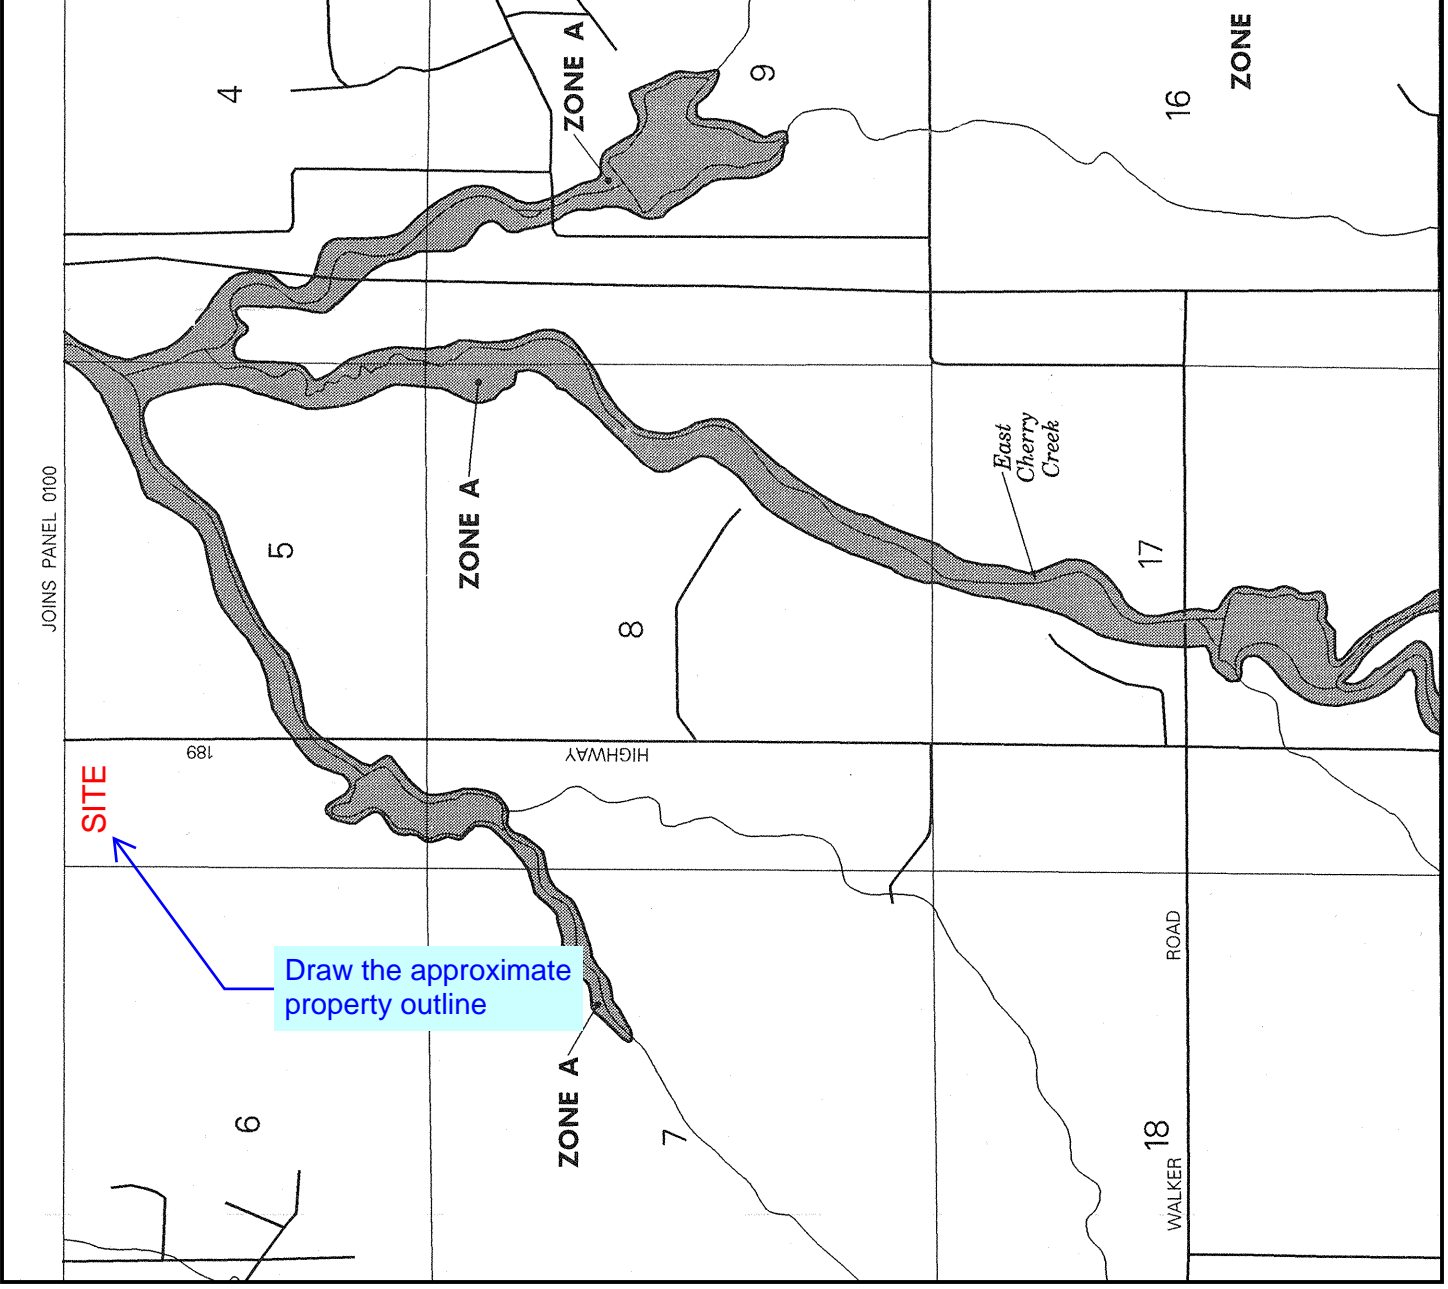 4
ZONE A
9
16
ZONE
JOINS PANEL 0100
5
ZONE A
East
Cherry
Creek
17
8
189
HIGHWAY
SITE
Draw the approximate
property outline
ZONE A
6
7
18
ROAD
WALKER